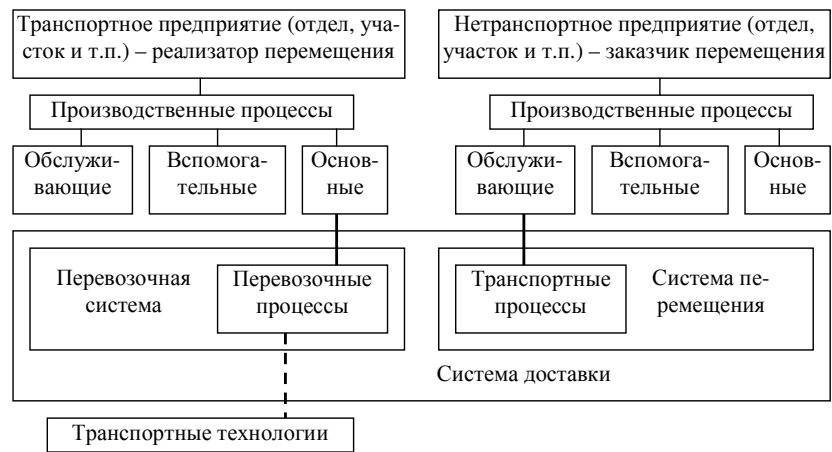 Транспортное предприятие (отдел, уча-
сток и т.п.) – реализатор перемещения
Нетранспортное предприятие (отдел,
участок и т.п.) – заказчик перемещения
Производственные процессы
Производственные процессы
Обслужи-
вающие
Вспомога-
тельные
Основ-
ные
Обслужи-
вающие
Вспомога-
тельные
Основ-
ные
Перевозочная
система
Перевозочные
процессы
Транспортные
процессы
Система пе-
ремещения
Система доставки
Транспортные технологии